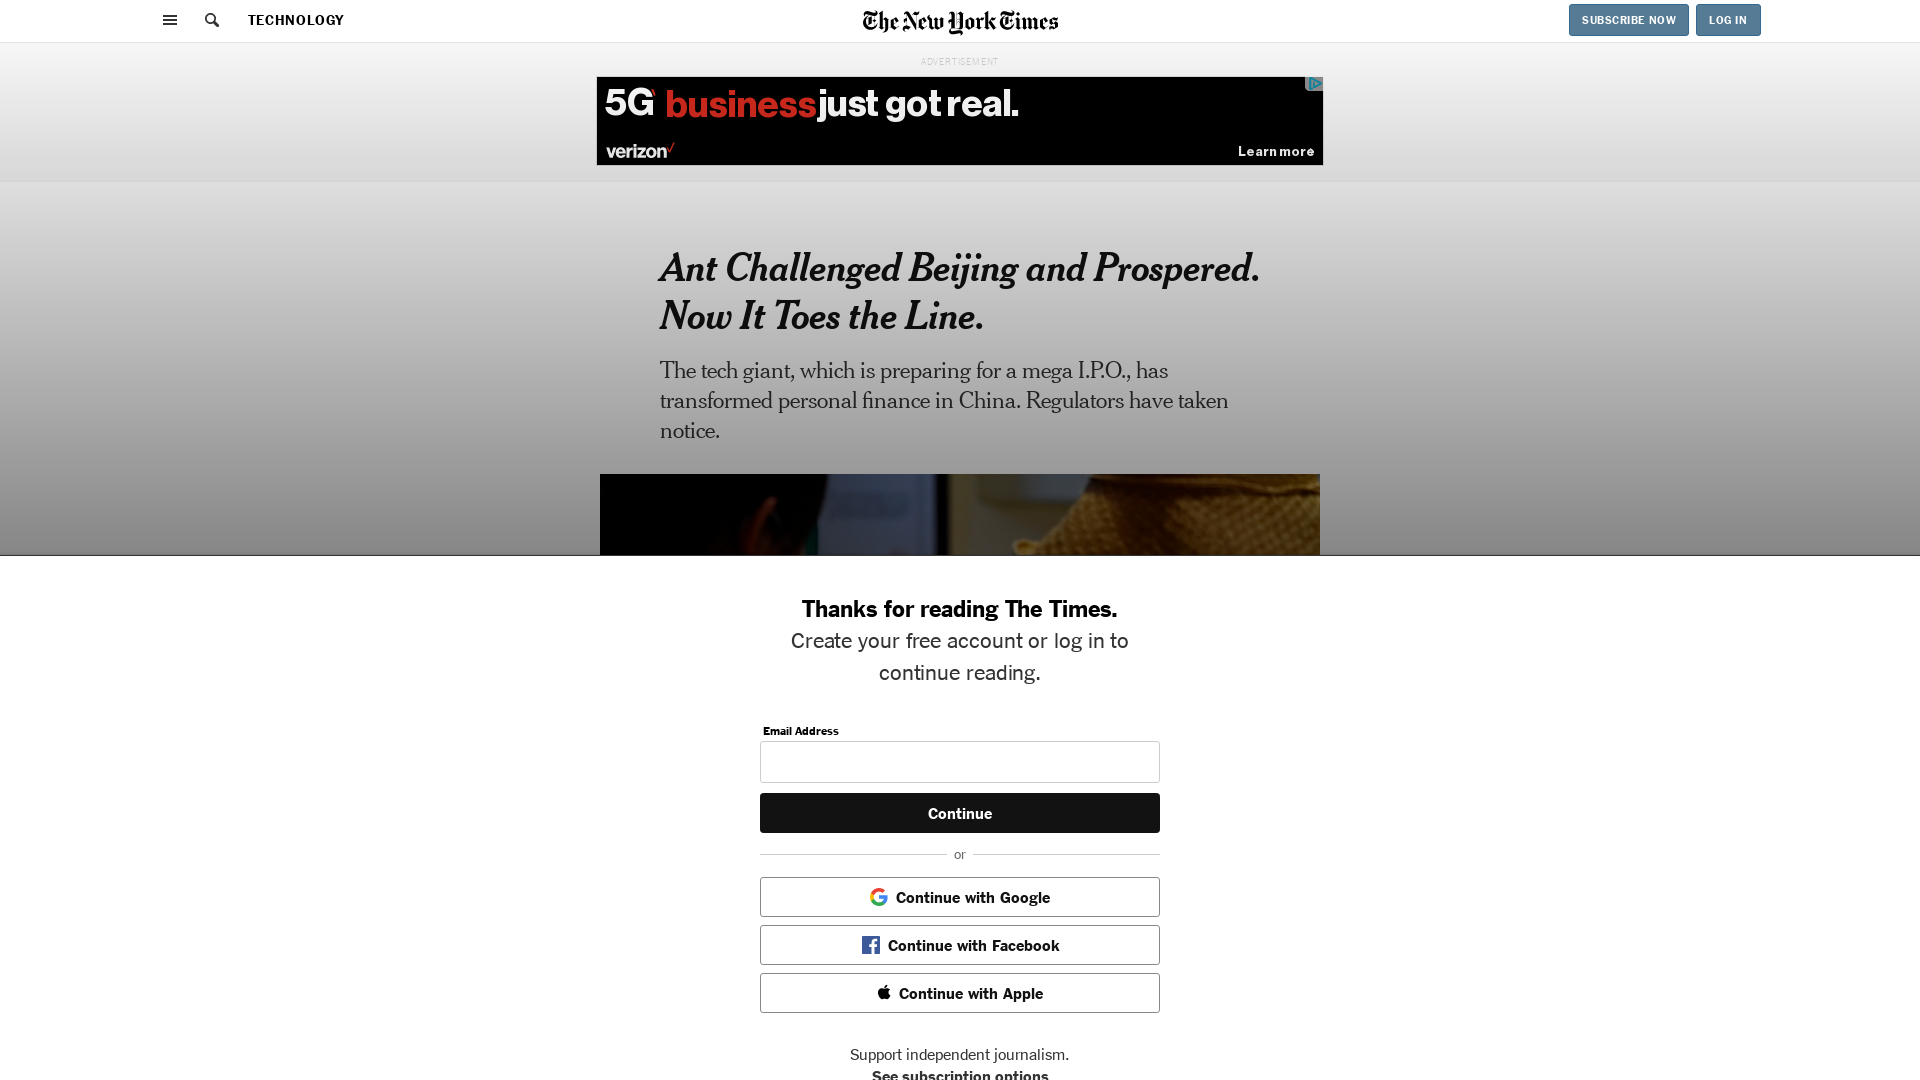 TECHNOLOGY
The New York Times
SUBSCRIBE NOW
LOG IN
ADVERTISEMENT
5G business just got real.
verizon
Learn more
Ant Challenged Beijing and Prospered.
Now It Toes the Line.
The tech giant, which is preparing for a mega I.P.O., has
transformed personal finance in China. Regulators have taken
notice.
Thanks for reading The Times.
Create your free account or log in to
continue reading.
Email Address
Continue
or
Continue with Google
Continue with Facebook
Continue with Apple
Support independent journalism.
See subscription options